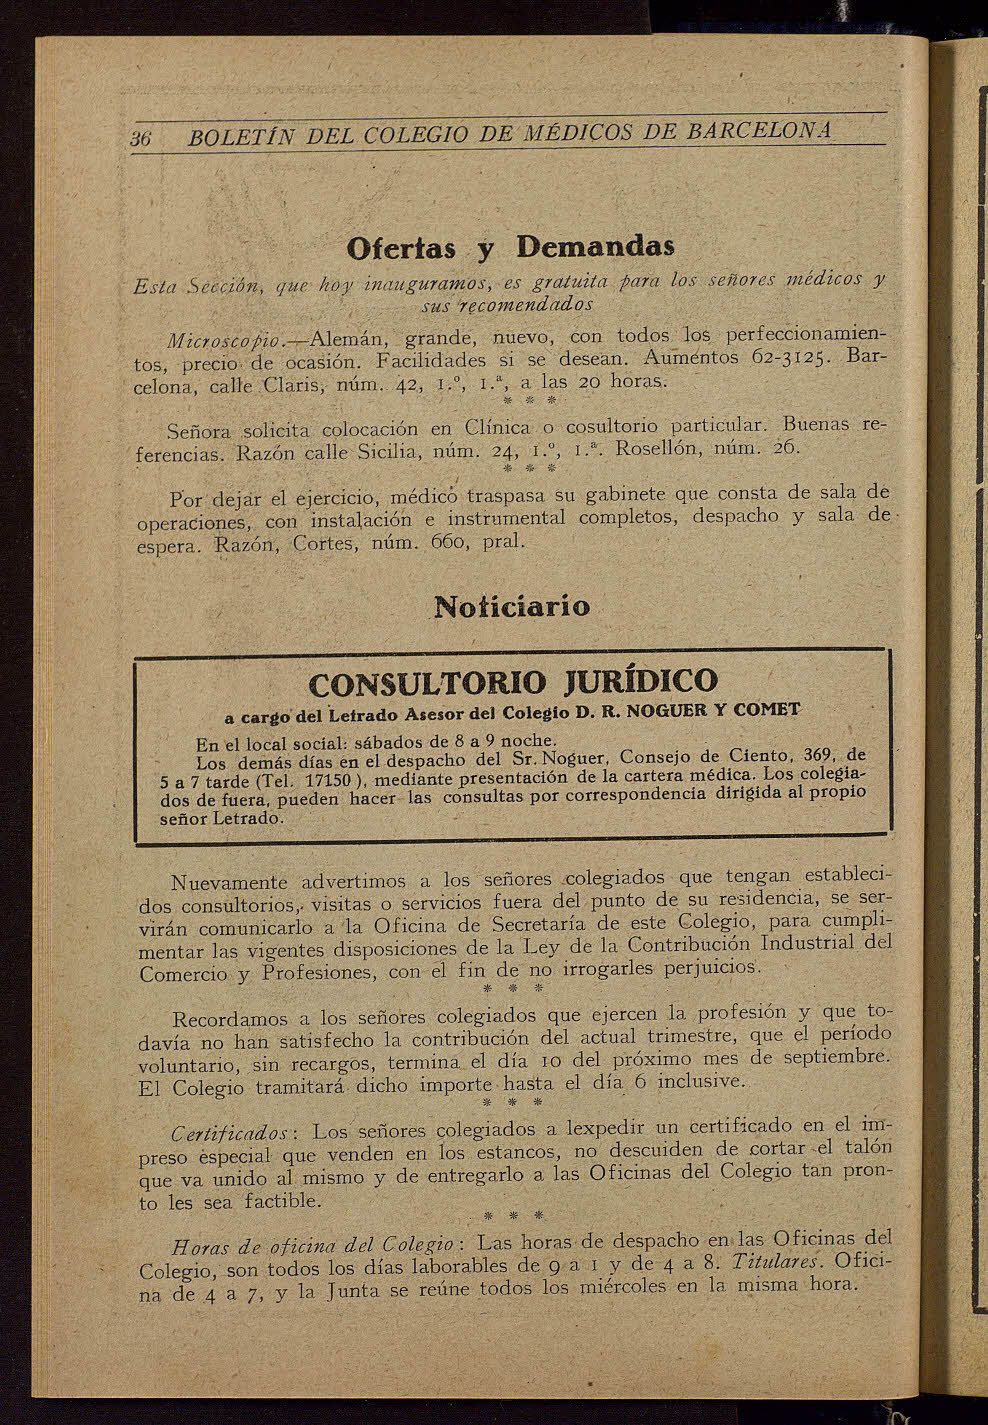 36 BOLETÍN DEL COLEGIO DE MÉDICOS DE BARCELONA
Ofertas y Demandas
Esta Sección, que hoy inauguramos, es gratuita para los señores médicos y
sus recomendados
Microscopio.—Alemán, grande, nuevo, con todos los perfeccionamien-
tos, precio de ocasión. Facilidades si se desean. Aumentos 62-3125. Bar-
celona, calle Claris, núm. 42, 1.º, 1.ª, a las 20 horas.
* * *
Señora solicita colocación en Clínica o cosultorio particular. Buenas re-
ferencias. Razón calle Sicilia, núm. 24, 1.º, 1.ª. Rosellón, núm. 26.
* * *
Por dejar el ejercicio, médico traspasa su gabinete que consta de sala de
operaciones, con instalación e instrumental completos, despacho y sala de
espera. Razón, Cortes, núm. 660, pral.
Noticiario
CONSULTORIO JURÍDICO
a cargo del Letrado Asesor del Colegio D. R. NOGUER Y COMET
En el local social: sábados de 8 a 9 noche.
Los demás días en el despacho del Sr. Noguer, Consejo de Ciento, 369, de
5 a 7 tarde (Tel. 17150), mediante presentación de la cartera médica. Los colegia-
dos de fuera, pueden hacer las consultas por correspondencia dirigida al propio
señor Letrado.
Nuevamente advertimos a los señores colegiados que tengan estableci-
dos consultorios, visitas o servicios fuera del punto de su residencia, se ser-
virán comunicarlo a la Oficina de Secretaría de este Colegio, para cumpli-
mentar las vigentes disposiciones de la Ley de la Contribución Industrial del
Comercio y Profesiones, con el fin de no irrogarles perjuicios.
* * *
Recordamos a los señores colegiados que ejercen la profesión y que to-
davía no han satisfecho la contribución del actual trimestre, que el período
voluntario, sin recargos, termina el día 10 del próximo mes de septiembre.
El Colegio tramitará dicho importe hasta el día 6 inclusive.
* * *
Certificados: Los señores colegiados a lexpedir un certificado en el im-
preso especial que venden en los estancos, no descuiden de cortar el talón
que va unido al mismo y de entregarlo a las Oficinas del Colegio tan pron-
to les sea factible.
* * *
Horas de oficina del Colegio: Las horas de despacho en las Oficinas del
Colegio, son todos los días laborables de 9 a 1 y de 4 a 8. Titulares. Ofici-
na de 4 a 7, y la Junta se reúne todos los miércoles en la misma hora.